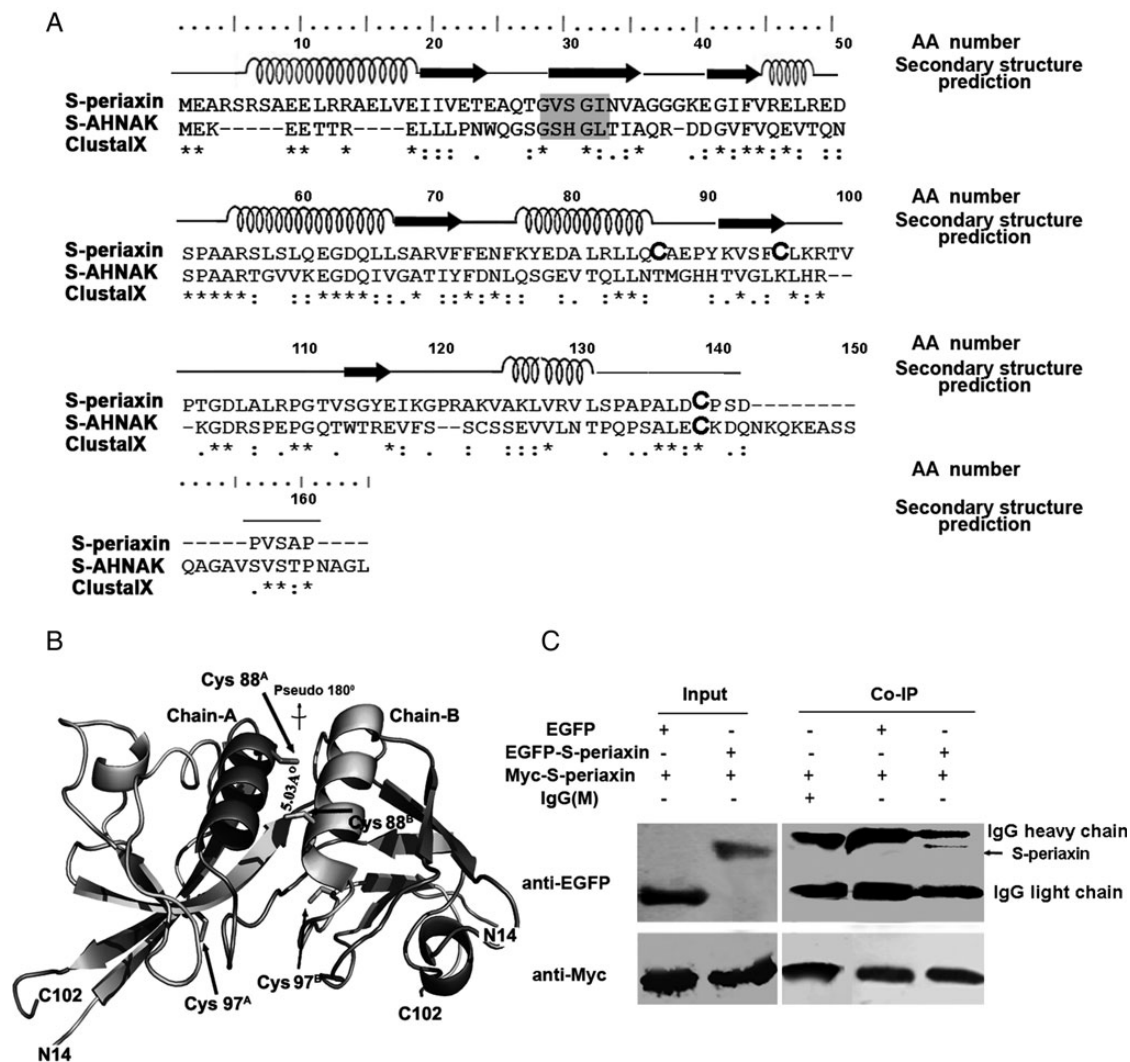 A
10 20 30 40 50 AA number
Secondary structure prediction
S-periaxin MEARSRSAEELRRAELVEIIVETEAQTGVSGINVAGGGKEGIFVRELRED
S-AHNAK MEK-----EETTR----ELLLPNWQGSGSHGLTIAQR-DDGVFVQEVTQN
ClustalX
60 70 80 90 100 AA number
Secondary structure prediction
S-periaxin SPAARSLSLQEGDQLLSARVFFENFKYEDALRLLQCAEPYKVSFCLKRTV
S-AHNAK SPAARTGVVKEGDQIVGATIYFDNLQSGEVTQLLNTMGHHTVGLKLHR--
ClustalX
110 120 130 140 150 AA number
Secondary structure prediction
S-periaxin PTGDLALRPGTVSGYEIKGPRAKVAKLVRVLSPAPALDCPSD--------
S-AHNAK -KGDRSPEPGQTWTREVFS--SCSSEVVLNTPQPSALECKDQNKQKEASS
ClustalX
160 AA number
Secondary structure prediction
S-periaxin -----PVSAP----
S-AHNAK QAGAVSVSTPNAGL
ClustalX .**:*
B
Cys 88A
Pseudo 180º
Chain-A
Chain-B
5.03Aº
Cys 88B
N14
Cys 97B
C102
Cys 97A
C102
N14
C
Input Co-IP
EGFP + - - + -
EGFP-S-periaxin - + - - +
Myc-S-periaxin + + + + +
IgG(M) - - + - -
IgG heavy chain
S-periaxin
anti-EGFP
IgG light chain
anti-Myc